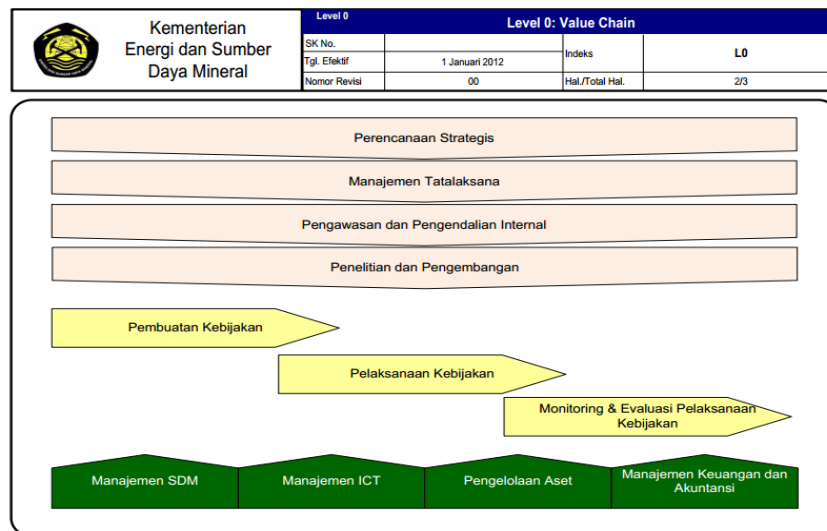 Kementerian
Energi dan Sumber
Daya Mineral
Level 0
Level 0: Value Chain
SK No.
Indeks
L0
Tgl. Efektif
1 Januari 2012
Nomor Revisi
00
Hal./Total Hal.
2/3
Perencanaan Strategis
Manajemen Tatalaksana
Pengawasan dan Pengendalian Internal
Penelitian dan Pengembangan
Pembuatan Kebijakan
Pelaksanaan Kebijakan
Monitoring & Evaluasi Pelaksanaan
Kebijakan
Manajemen SDM
Manajemen ICT
Pengelolaan Aset
Manajemen Keuangan dan
Akuntansi